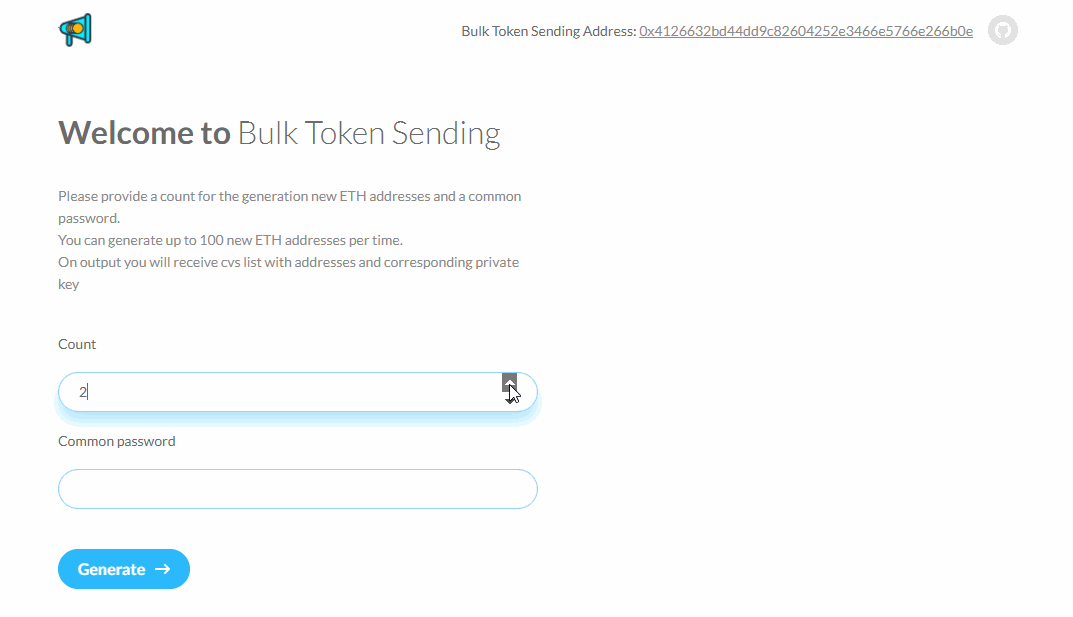 Bulk Token Sending Address: 0x4126632bd44dd9c82604252e3466e5766e266b0e
Welcome to Bulk Token Sending
Please provide a count for the generation new ETH addresses and a common
password.
You can generate up to 100 new ETH addresses per time.
On output you will receive cvs list with addresses and corresponding private
key
Count
2
Common password
Generate →